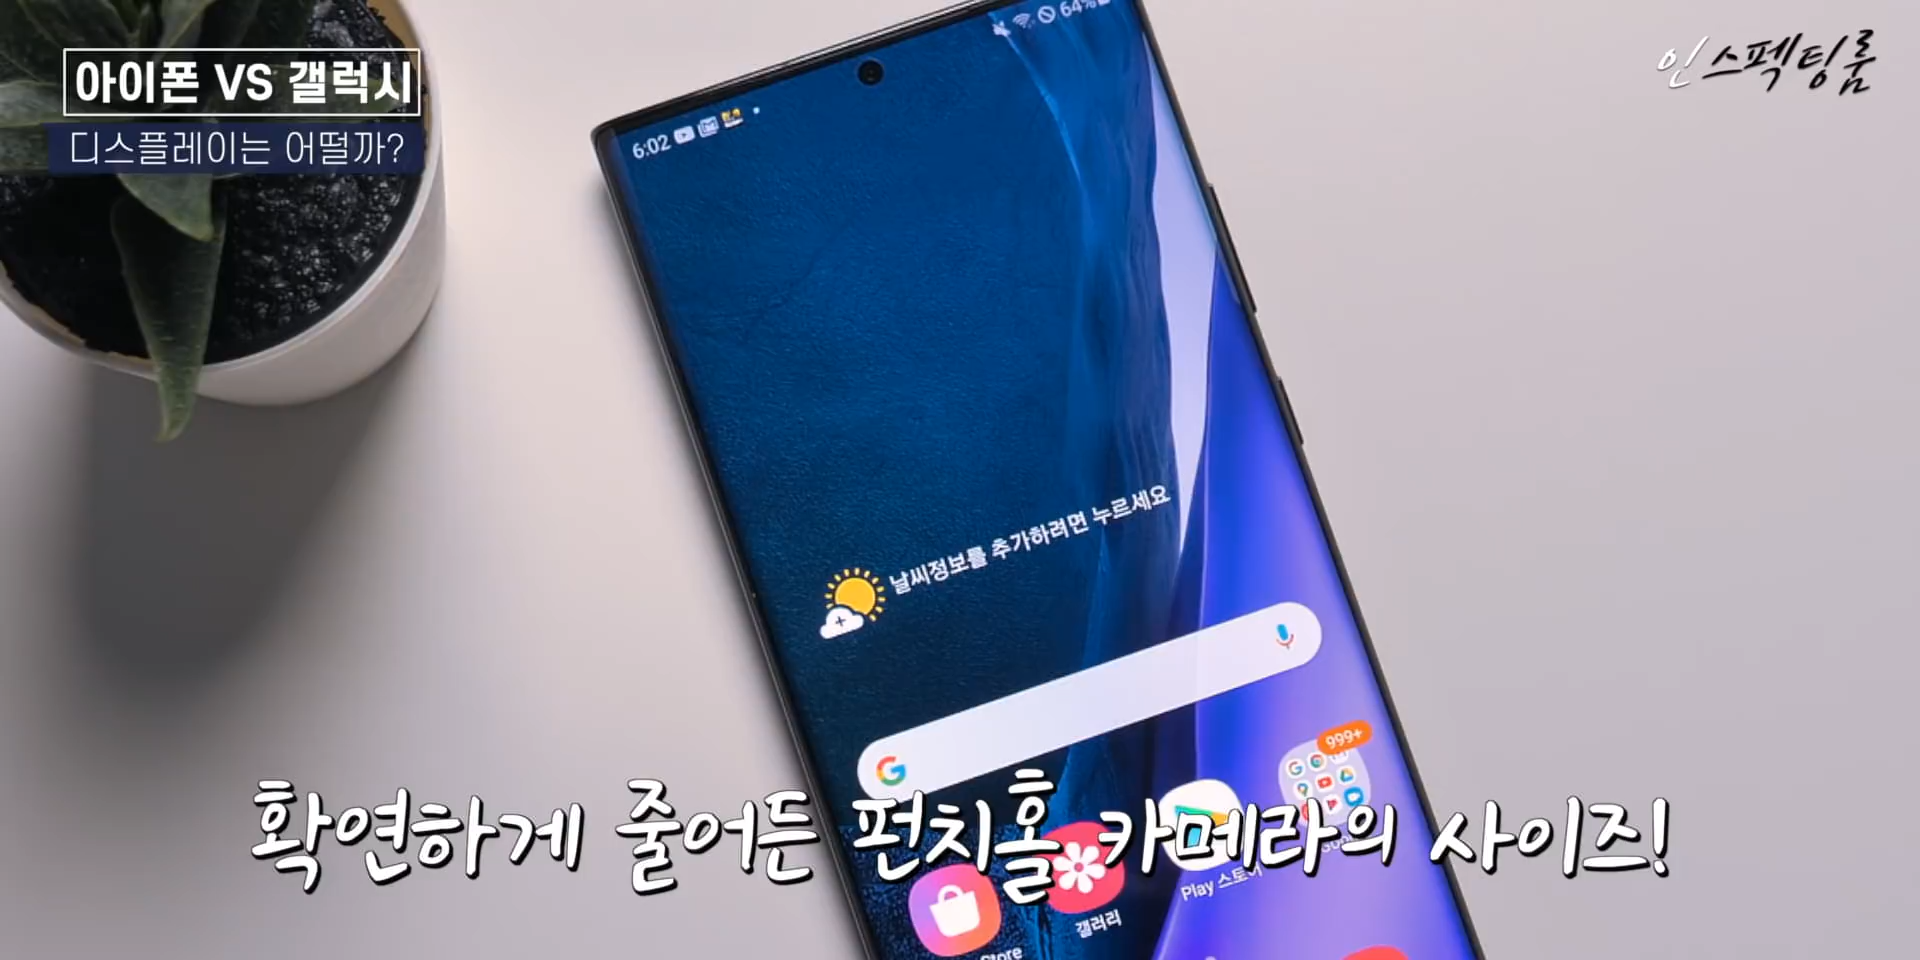 아이폰 VS 갤럭시
디스플레이는 어떨까?
인스펙팅룸
64%
6:02
날씨정보를 추가하려면 누르세요
999+
확연하게 줄어든 펀치홀 카메라의 사이즈!
Play 스토어
갤러리
Store